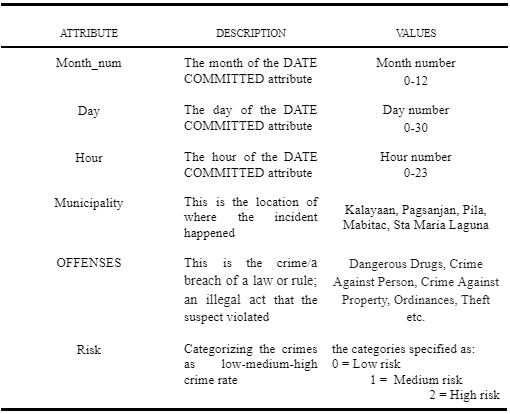 ATTRIBUTE DESCRIPTION VALUES
Month_num The month of the DATE Month number
COMMITTED attribute 0-12
Day The day of the DATE Day number
COMMITTED attribute 0-30
Hour The hour of the DATE Hour number
COMMITTED attribute 0-23
Municipality This is the location of
where the incident Kalayaan, Pagsanjan, Pila,
happened Mabitac, Sta Maria Laguna
OFFENSES This is the crime/a Dangerous Drugs, Crime
breach of a law or rule; Against Person, Crime Against
an illegal act that the Property, Ordinances, Theft
suspect violated etc.
Risk Categorizing the crimes the categories specified as:
as low-medium-high 0 = Low risk
crime rate 1 = Medium risk
2 = High risk